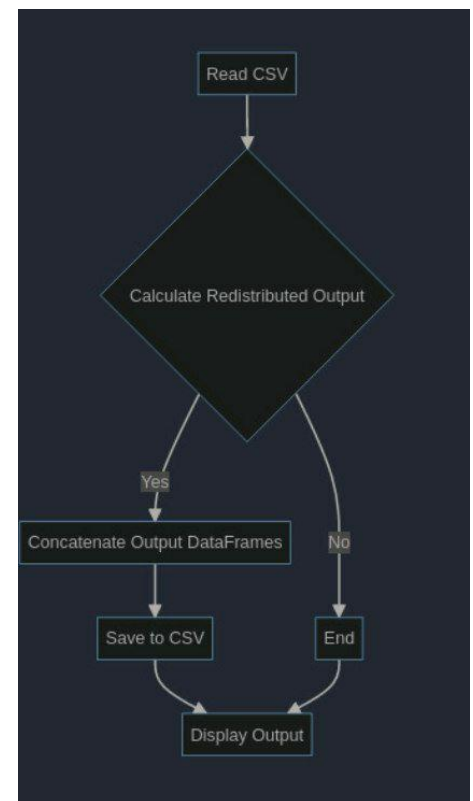 Read CSV
Calculate Redistributed Output
Yes
No
Concatenate Output DataFrames
Save to CSV
End
Display Output